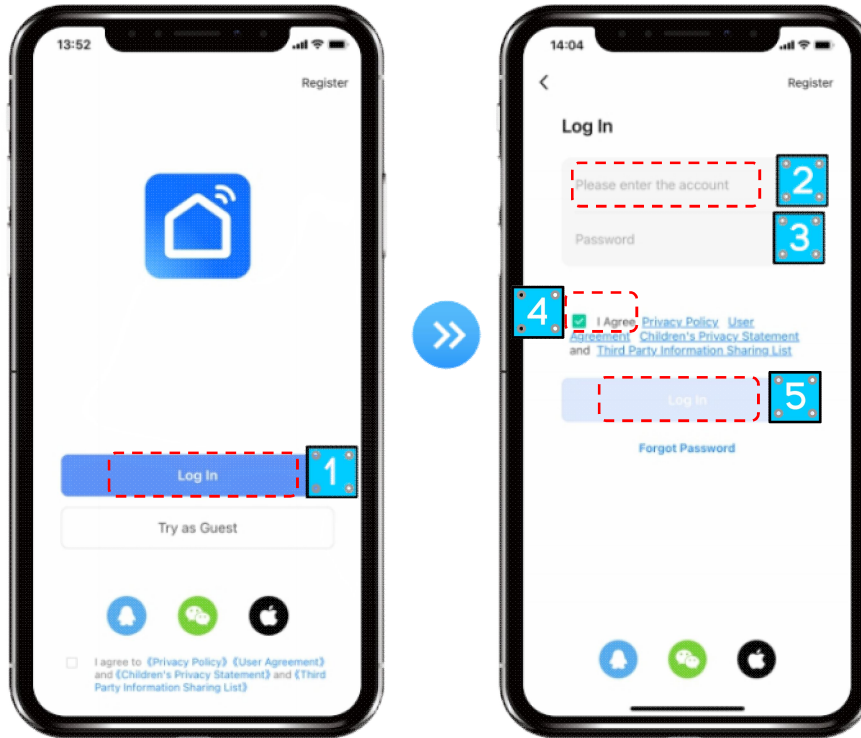 13:52
Register
Log In
1
Try as Guest
I agree to 《Privacy Policy》 《User Agreement》
and 《Children's Privacy Statement》 and 《Third
Party Information Sharing List》
14:04
Register
Log In
Please enter the account
2
Password
3
4
I Agree Privacy Policy User
Agreement Children's Privacy Statement
and Third Party Information Sharing List
Log In
5
Forgot Password